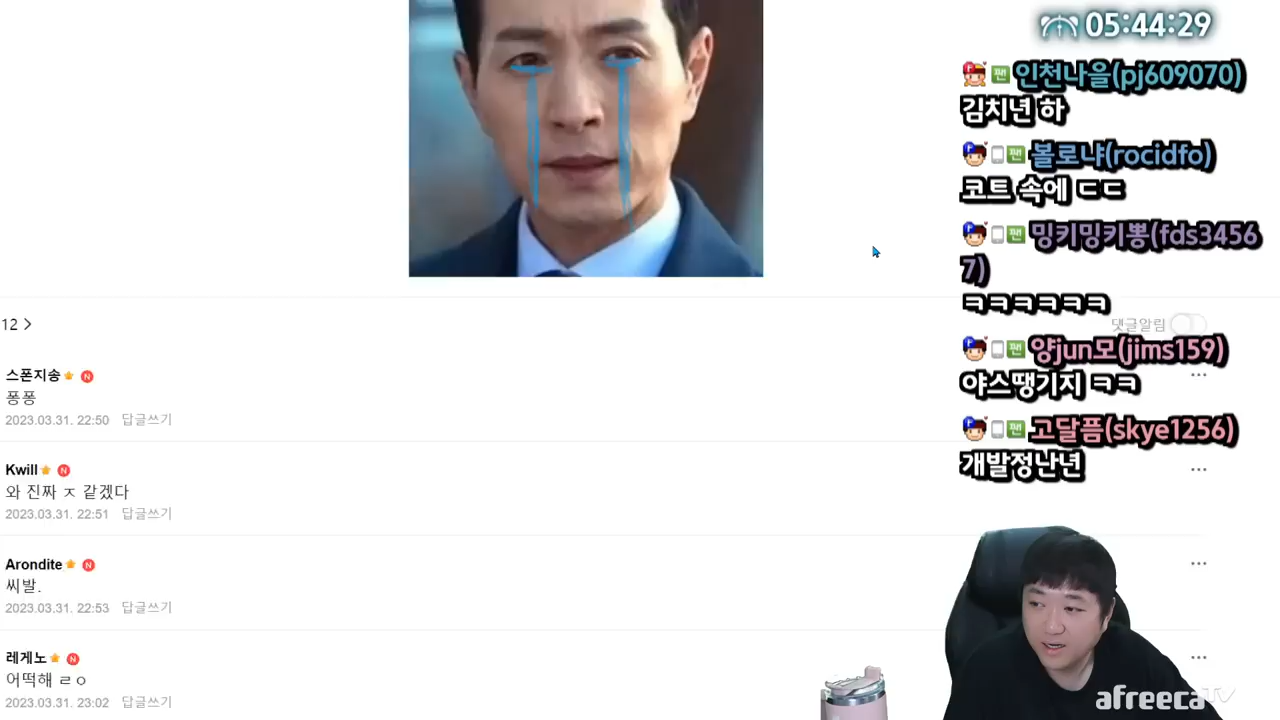 05:44:29
인천나을(pj609070)
김치년 하
볼로냐(rocidfo)
코트 속에 ㄷㄷ
밍키밍키뽕(fds3456
7)
ㅋㅋㅋㅋㅋㅋ
양jun모(jims159)
야스땡기지 ㅋㅋ
고달픔(skye1256)
개발정난년
12 >
댓글알림
스폰지송 N
퐁퐁
2023.03.31. 22:50 답글쓰기
Kwill N
와 진짜 ㅈ 같겠다
2023.03.31. 22:51 답글쓰기
Arondite N
씨발.
2023.03.31. 22:53 답글쓰기
레게노 N
어떡해 ㄹㅇ
2023.03.31. 23:02 답글쓰기
afreecaTV